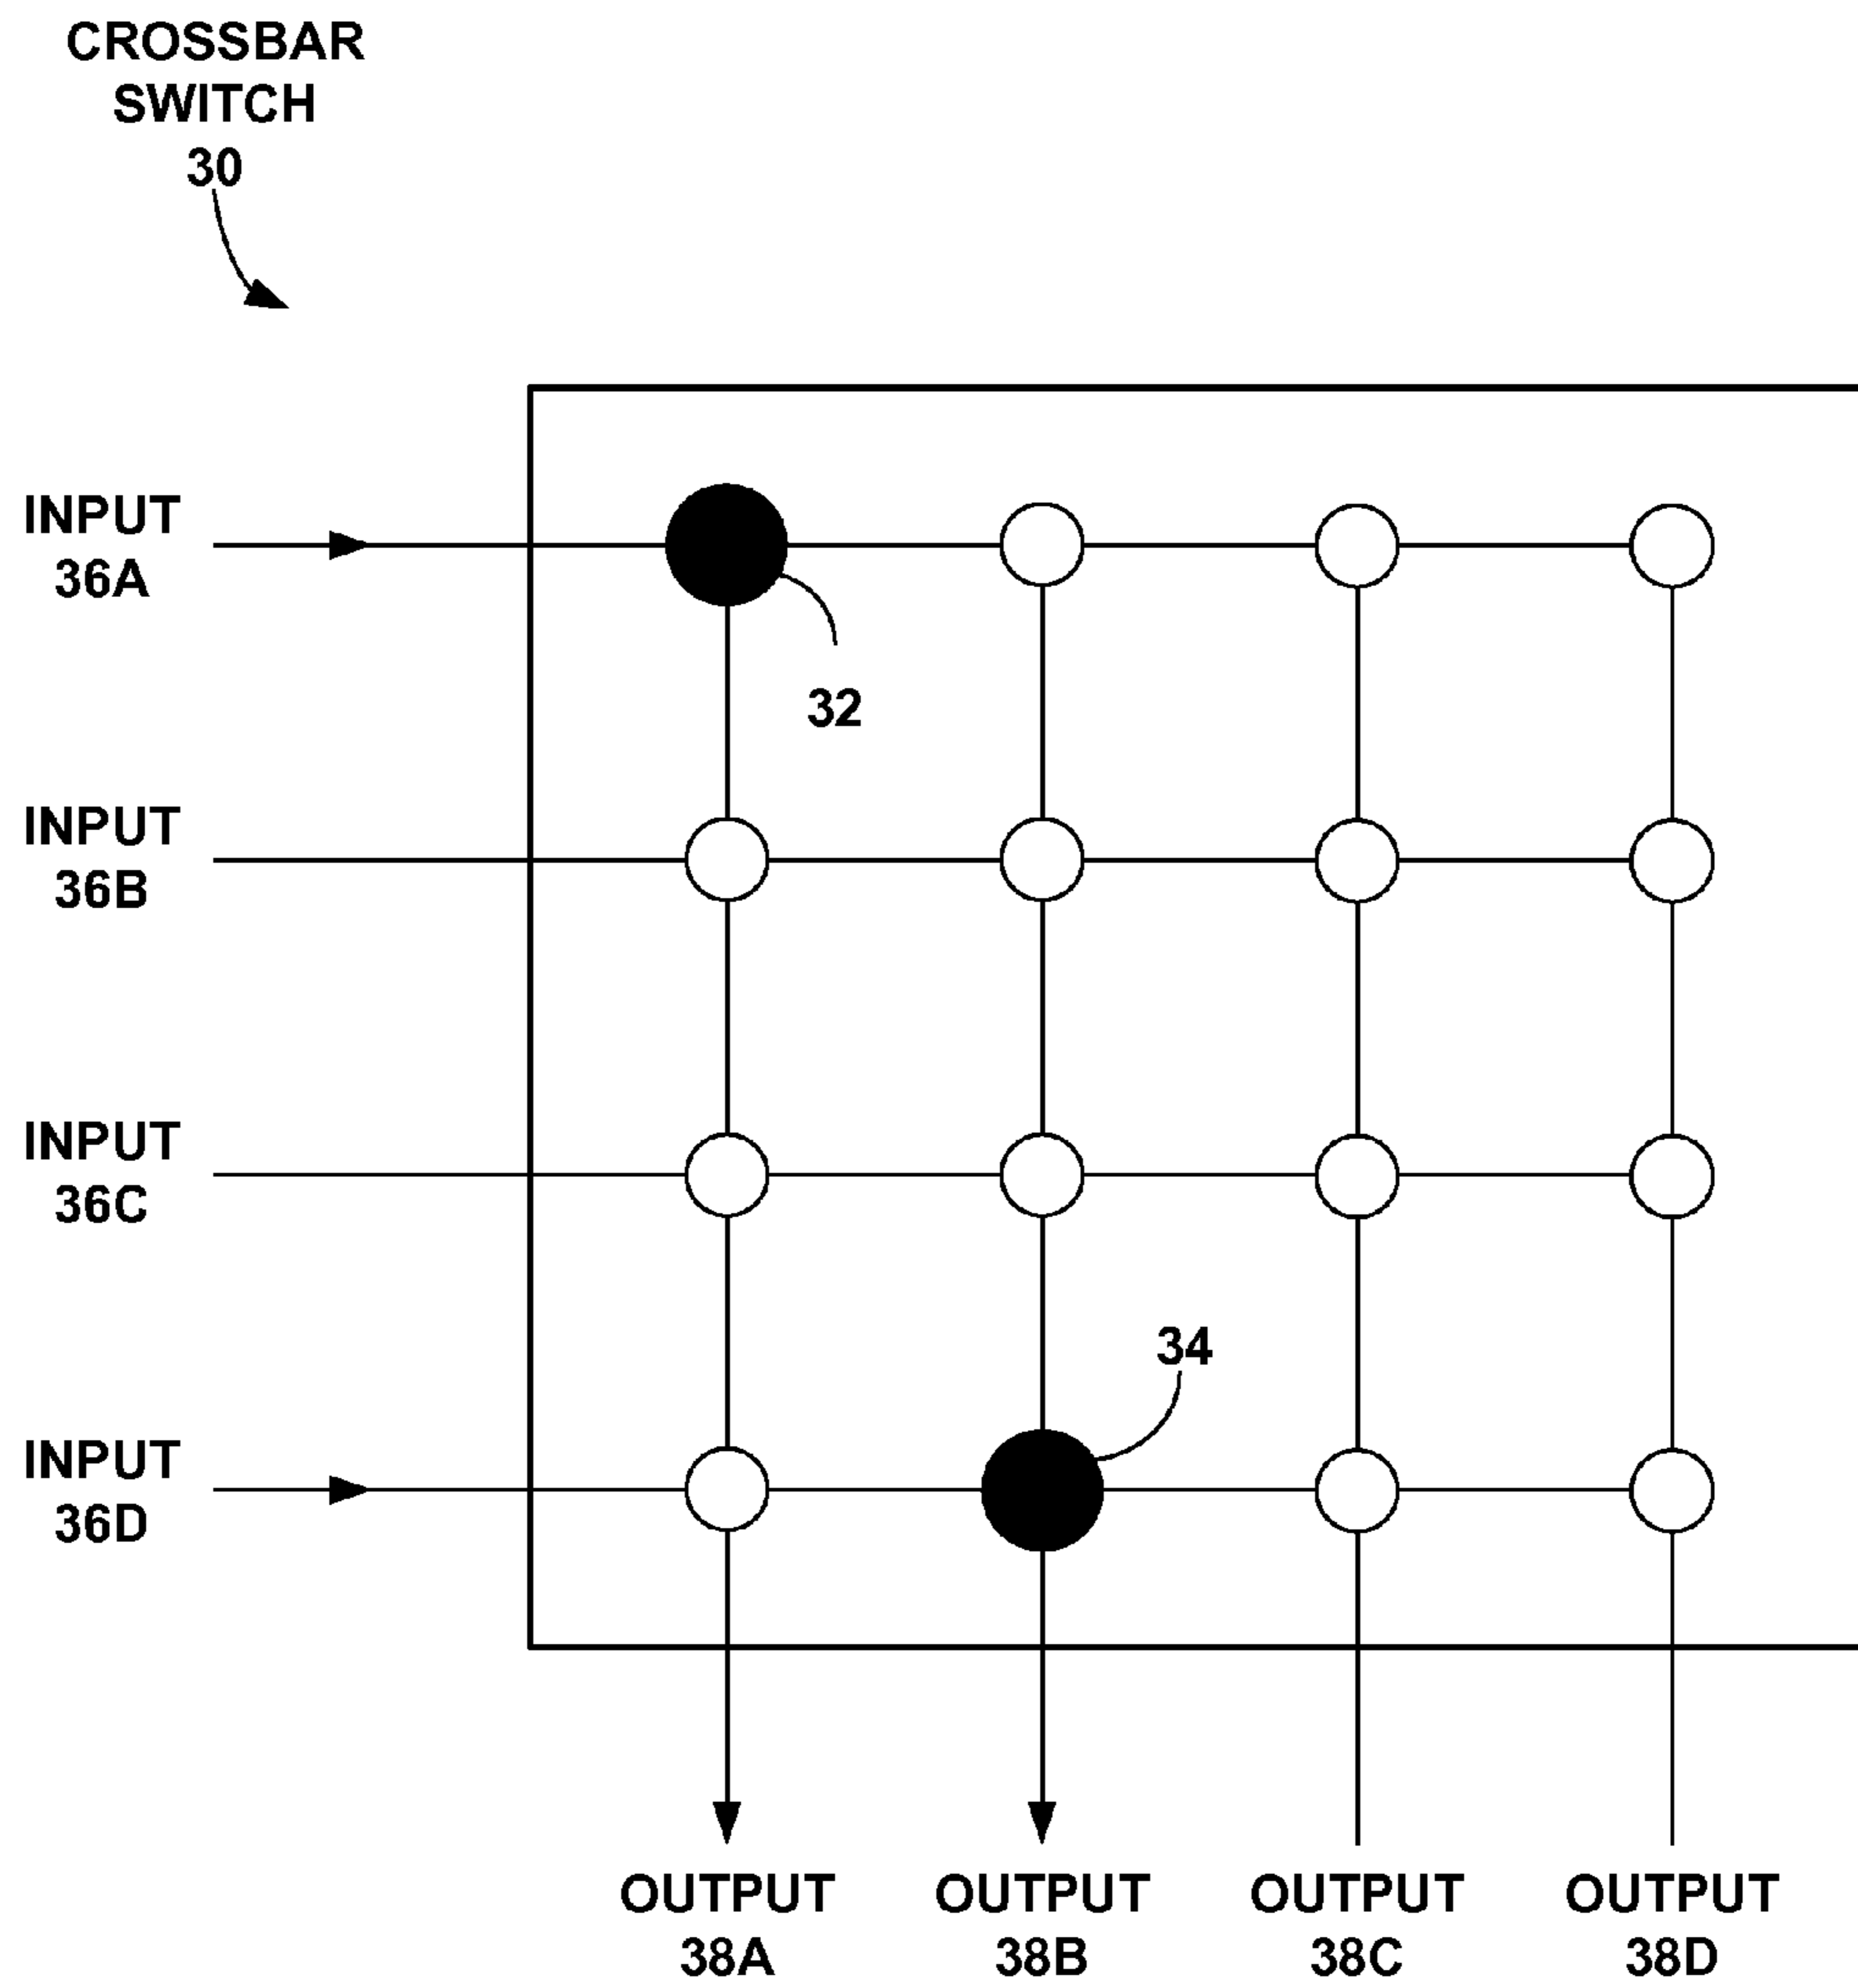 CROSSBAR
SWITCH
30
INPUT
36A
32
INPUT
36B
INPUT
36C
34
INPUT
36D
OUTPUT
38A
OUTPUT
38B
OUTPUT
38C
OUTPUT
38D